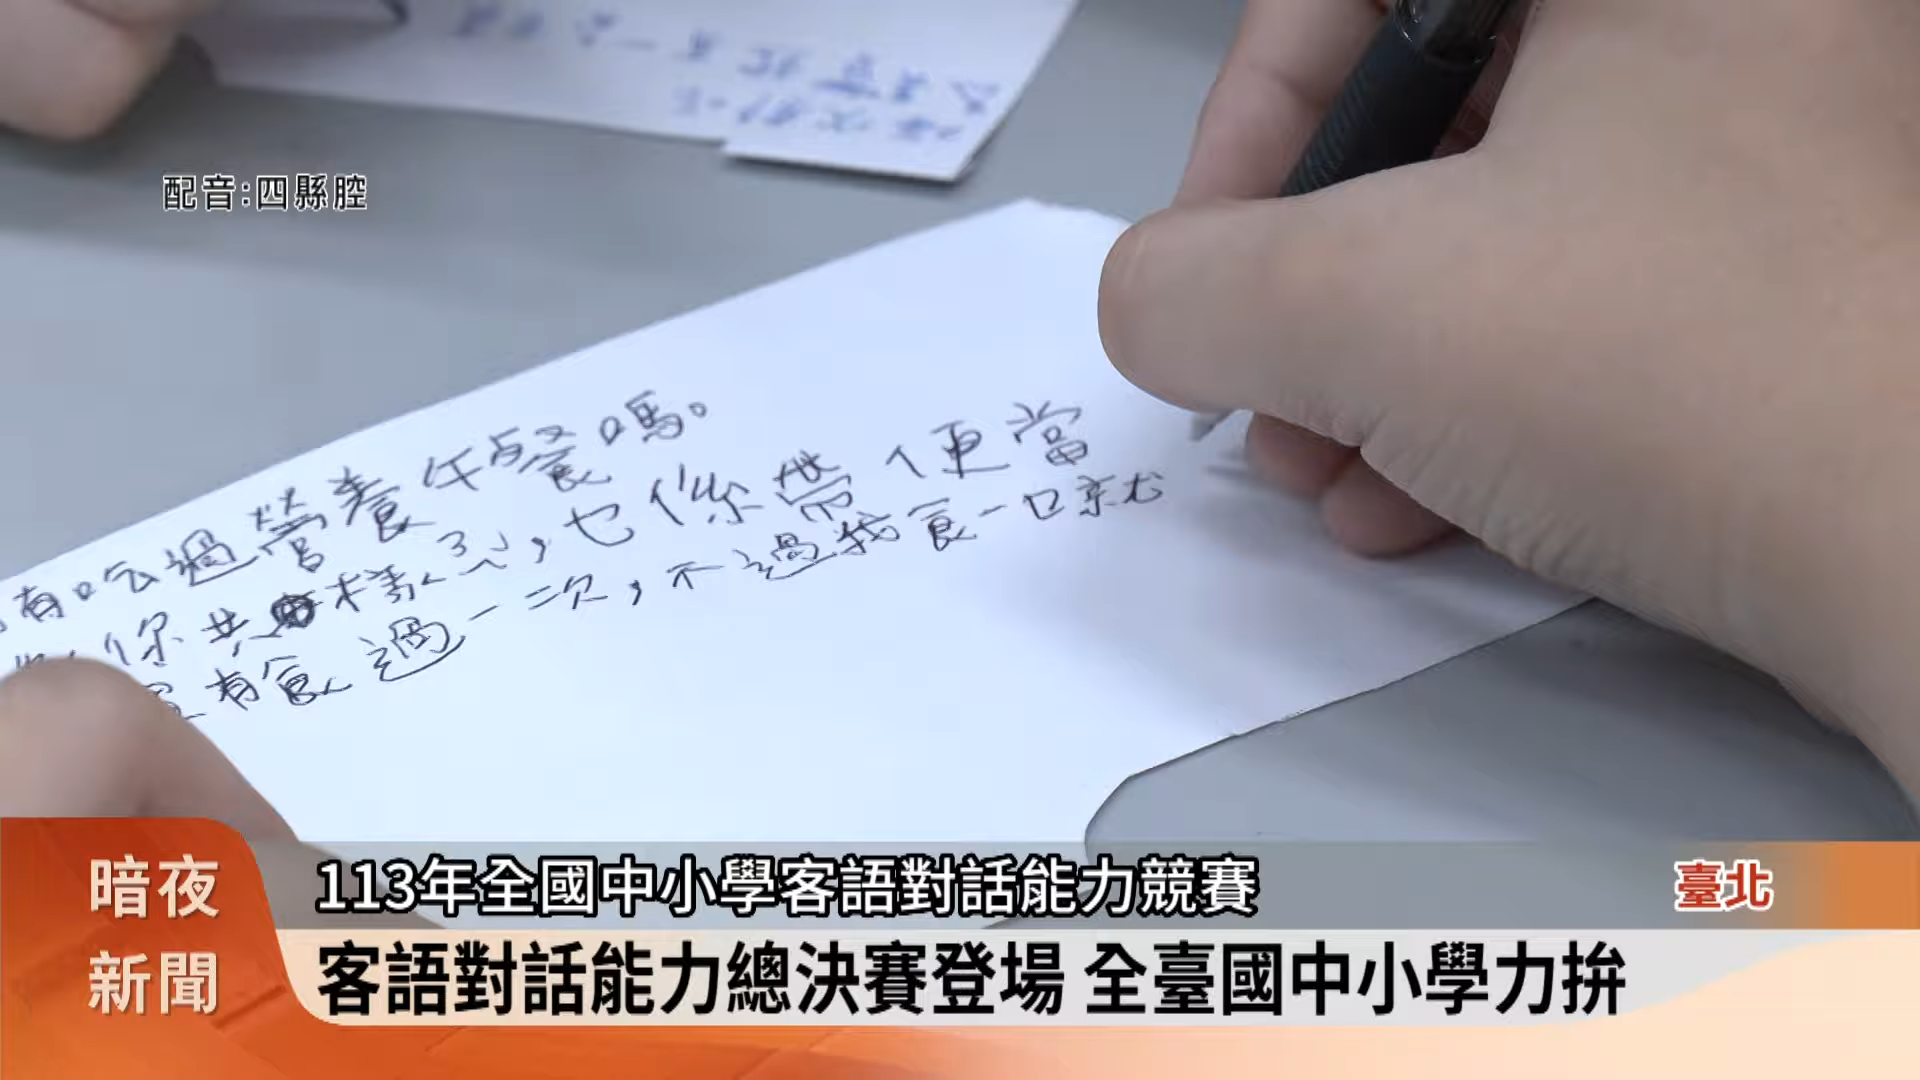 配音:四縣腔
有吃過營養午餐嗎。
你共樣, 也係帶便當
有食過一二次,不過我食一口就
暗夜
新聞
113年全國中小學客語對話能力競賽
臺北
客語對話能力總決賽登場 全臺國中小學力拚